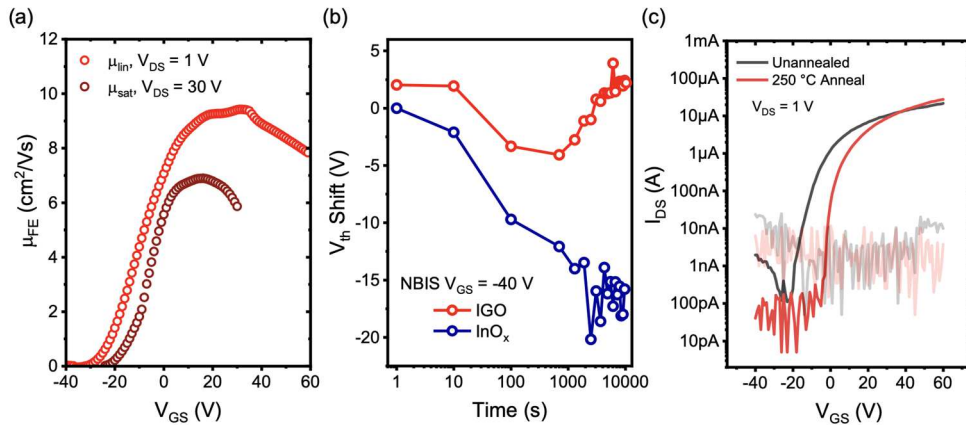 (a)
12
10
8
6
4
2
0
-40
-20
0
20
40
60
μFE (cm²/Vs)
VGS (V)
μlin, VDS = 1 V
μsat, VDS = 30 V
(b)
5
0
-5
-10
-15
-20
1
10
100
1000
10000
Vth Shift (V)
Time (s)
NBIS VGS = -40 V
IGO
InOx
(c)
1mA
100μA
10μA
1μA
100nA
10nA
1nA
100pA
10pA
-40
-20
0
20
40
60
IDS (A)
VGS (V)
Unannealed
250 °C Anneal
VDS = 1 V